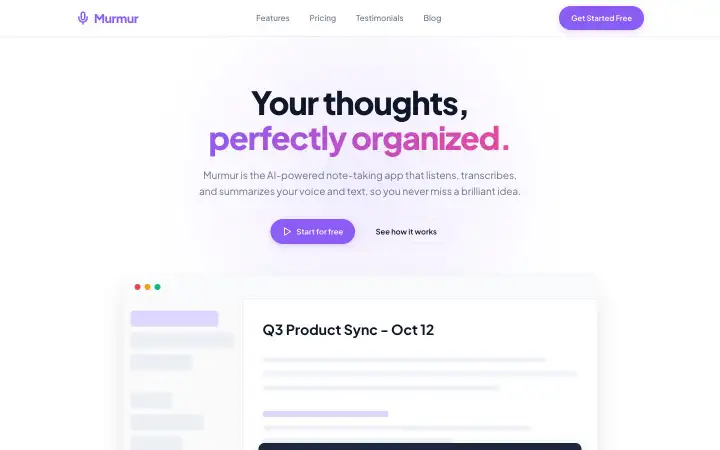 Murmur
Features
Pricing
Testimonials
Blog
Get Started Free
Your thoughts,
perfectly organized.
Murmur is the AI-powered note-taking app that listens, transcribes,
and summarizes your voice and text, so you never miss a brilliant idea.
Start for free
See how it works
Q3 Product Sync - Oct 12